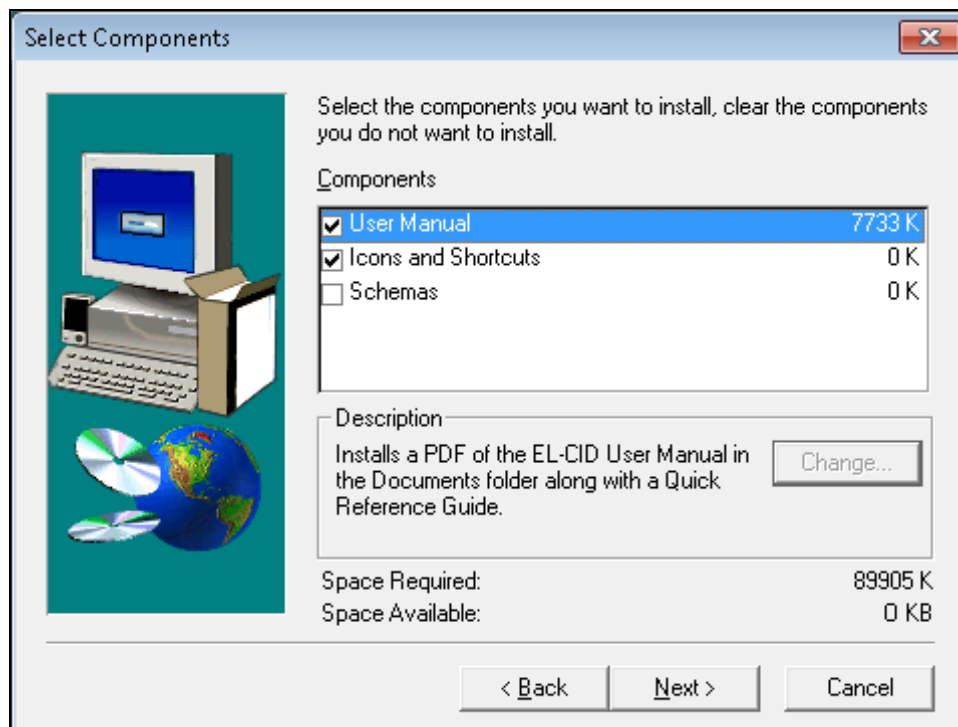 Select Components
Select the components you want to install, clear the components
you do not want to install.
Components
User Manual 7733 K
Icons and Shortcuts 0 K
Schemas 0 K
Description
Installs a PDF of the EL-CID User Manual in
the Documents folder along with a Quick
Reference Guide.
Change...
Space Required: 89905 K
Space Available: 0 KB
< Back Next > Cancel